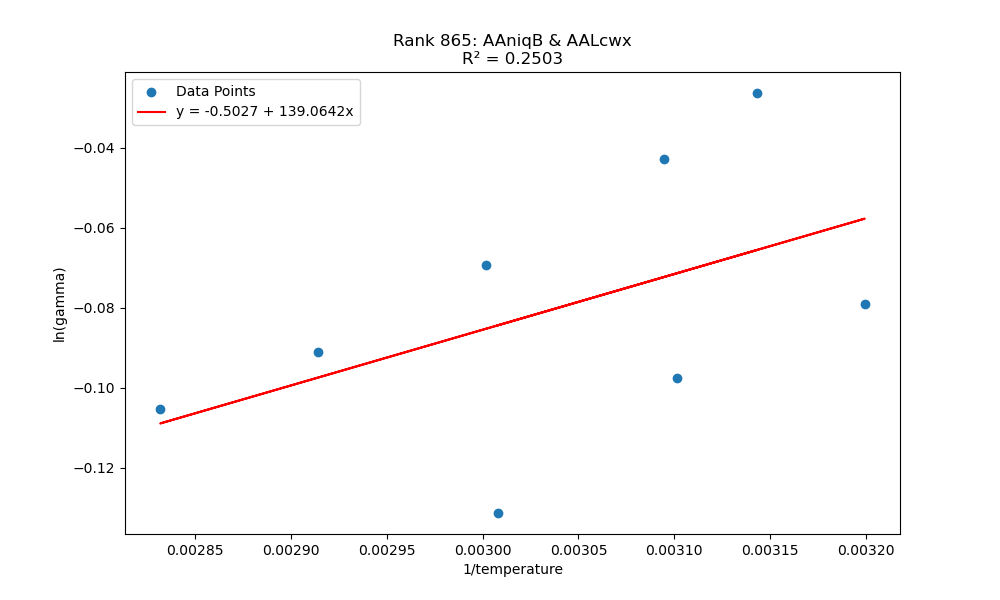 Rank 865: AAniqB & AALcwx
R² = 0.2503
Data Points
y = -0.5027 + 139.0642x
−0.04
−0.06
−0.08
−0.10
−0.12
ln(gamma)
0.00285 0.00290 0.00295 0.00300 0.00305 0.00310 0.00315 0.00320
1/temperature